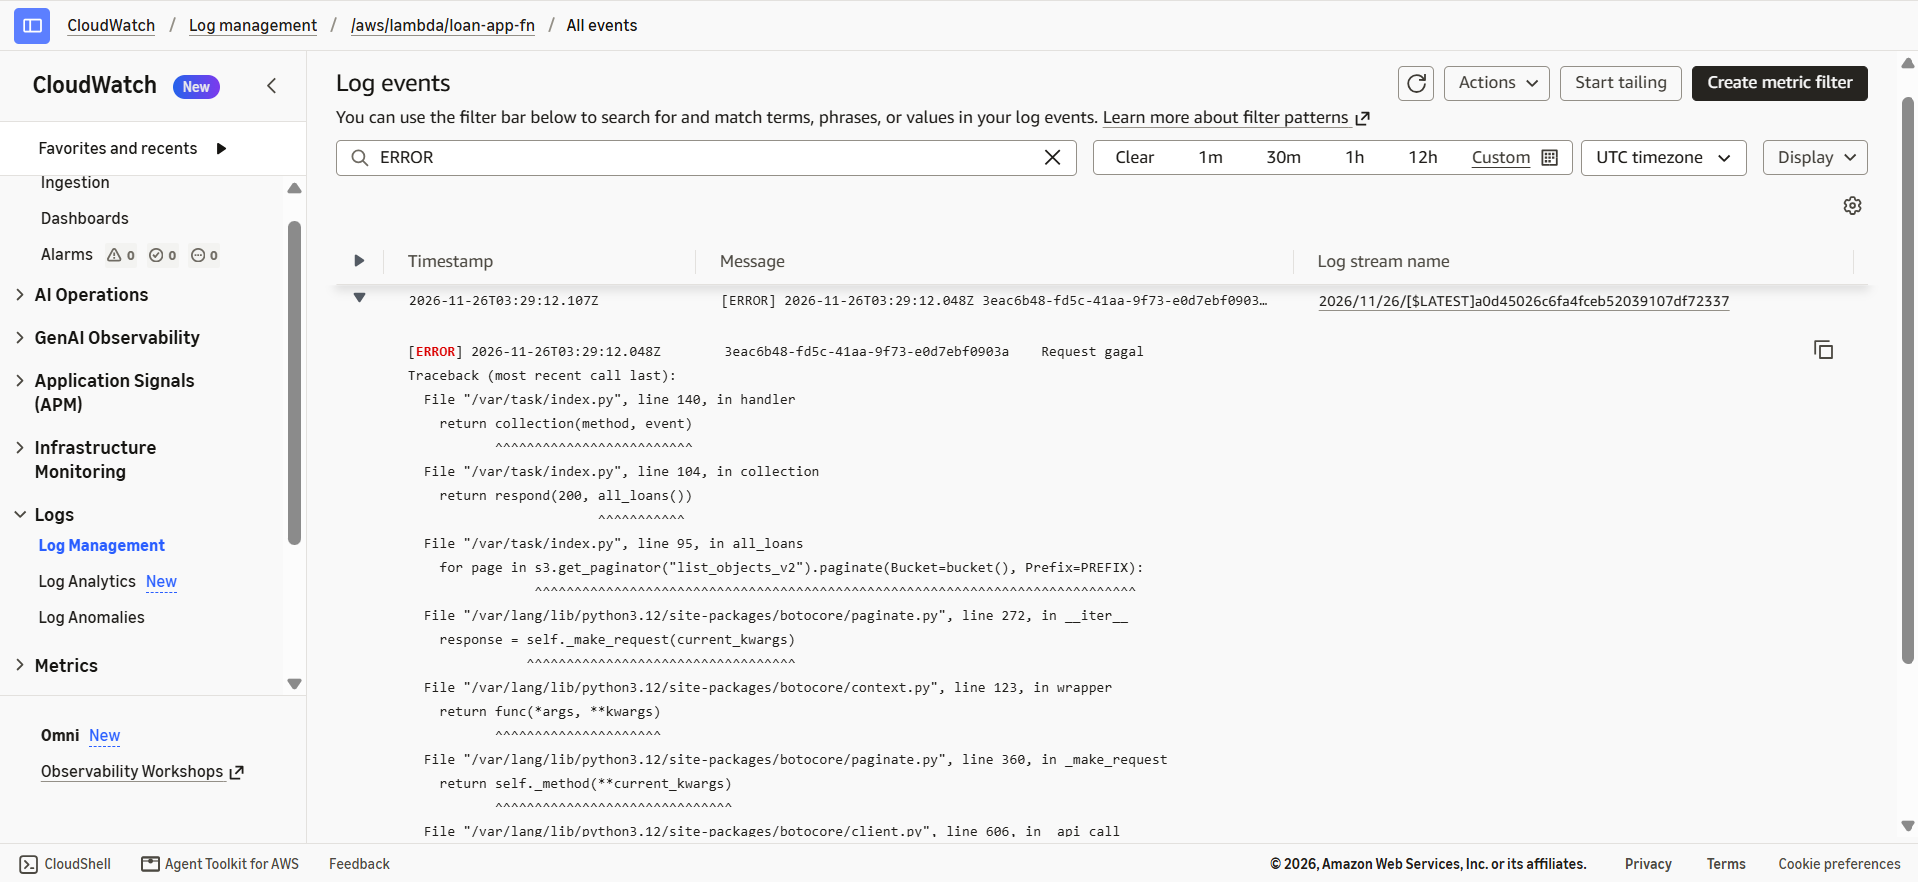 CloudWatch / Log management / /aws/lambda/loan-app-fn / All events
CloudWatch New
Favorites and recents
Ingestion
Dashboards
Alarms 0 0 0
AI Operations
GenAI Observability
Application Signals
(APM)
Infrastructure
Monitoring
Logs
Log Management
Log Analytics New
Log Anomalies
Metrics
Omni New
Observability Workshops
Log events
Actions
Start tailing
Create metric filter
You can use the filter bar below to search for and match terms, phrases, or values in your log events. Learn more about filter patterns
ERROR
Clear 1m 30m 1h 12h Custom
UTC timezone
Display
Timestamp Message Log stream name
2026-11-26T03:29:12.107Z [ERROR] 2026-11-26T03:29:12.048Z 3eac6b48-fd5c-41aa-9f73-e0d7ebf0903… 2026/11/26/[$LATEST]a0d45026c6fa4fceb52039107df72337
[ERROR] 2026-11-26T03:29:12.048Z 3eac6b48-fd5c-41aa-9f73-e0d7ebf0903a Request gagal
Traceback (most recent call last):
  File "/var/task/index.py", line 140, in handler
    return collection(method, event)
           ^^^^^^^^^^^^^^^^^^^^^^^^^
  File "/var/task/index.py", line 104, in collection
    return respond(200, all_loans())
                        ^^^^^^^^^^^
  File "/var/task/index.py", line 95, in all_loans
    for page in s3.get_paginator("list_objects_v2").paginate(Bucket=bucket(), Prefix=PREFIX):
                ^^^^^^^^^^^^^^^^^^^^^^^^^^^^^^^^^^^^^^^^^^^^^^^^^^^^^^^^^^^^^^^^^^^^^^^^^^^^
  File "/var/lang/lib/python3.12/site-packages/botocore/paginate.py", line 272, in __iter__
    response = self._make_request(current_kwargs)
               ^^^^^^^^^^^^^^^^^^^^^^^^^^^^^^^^^^
  File "/var/lang/lib/python3.12/site-packages/botocore/context.py", line 123, in wrapper
    return func(*args, **kwargs)
           ^^^^^^^^^^^^^^^^^^^^^
  File "/var/lang/lib/python3.12/site-packages/botocore/paginate.py", line 360, in _make_request
    return self._method(**current_kwargs)
           ^^^^^^^^^^^^^^^^^^^^^^^^^^^^^^
  File "/var/lang/lib/python3.12/site-packages/botocore/client.py", line 606, in _api_call
CloudShell Agent Toolkit for AWS Feedback
© 2026, Amazon Web Services, Inc. or its affiliates. Privacy Terms Cookie preferences